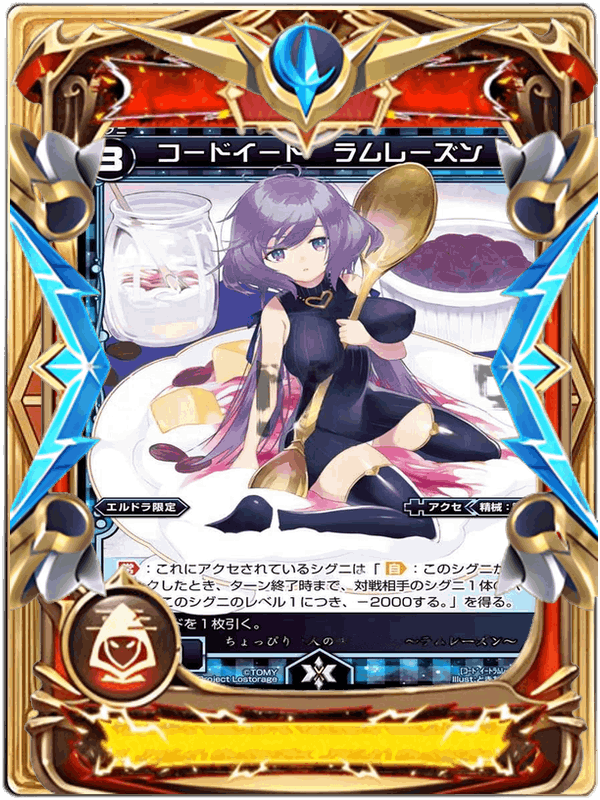 3
コードイート ラムレーズン
エルドラ限定
アクセ
精械:
常:これにアクセされているシグニは「自:このシグニが
クしたとき、ターン終了時まで、対戦相手のシグニ1体の
このシグニのレベル1につき、－2000する。」を得る。
ドを1枚引く。
ちょっぴり 人の ～ラムレーズン～
©TOMY
roject Lostorage
Illust.